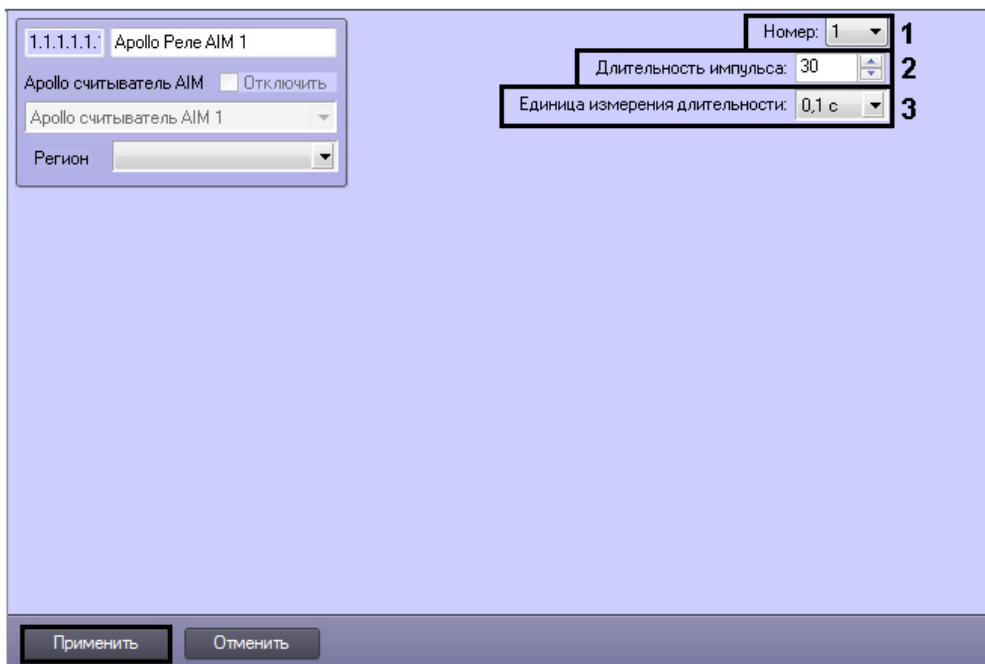 1.1.1.1.1. Apollo Реле AIM 1
Apollo считыватель AIM Отключить
Apollo считыватель AIM 1
Регион
Номер: 1 1
Длительность импульса: 30 2
Единица измерения длительности: 0,1 с 3
Применить Отменить